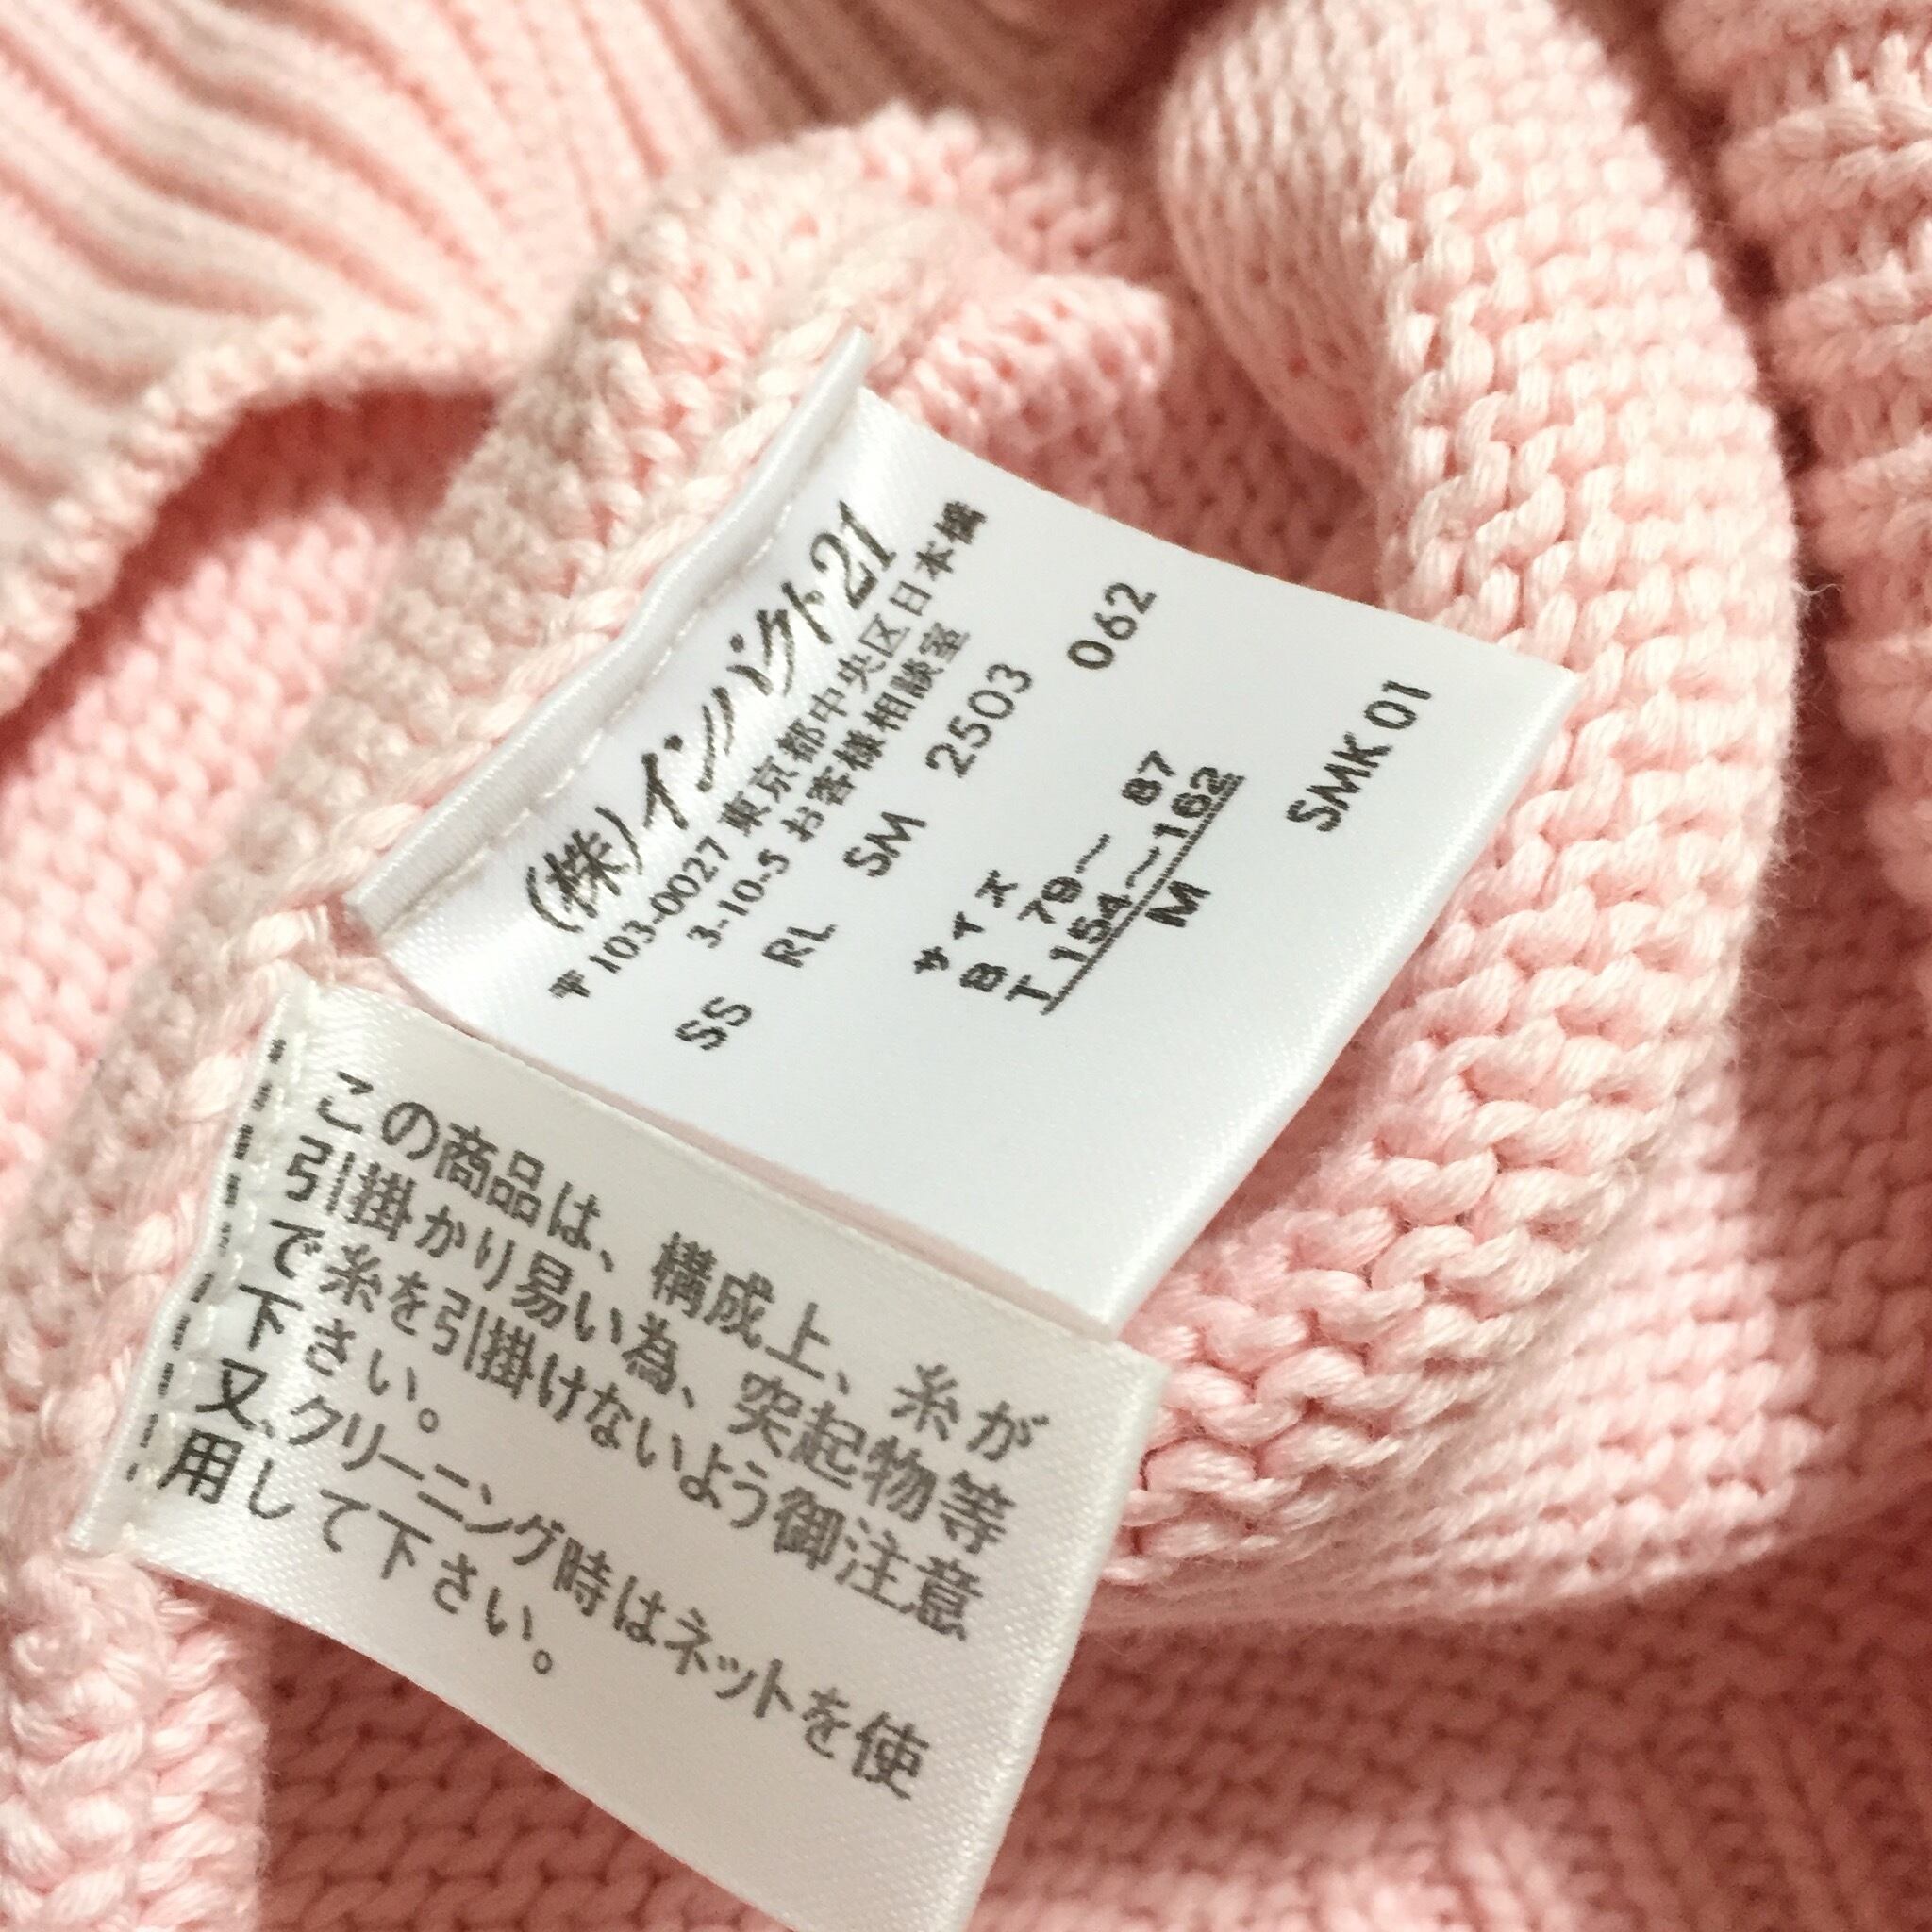 (株)インパクト21
〒103-0027 東京都中央区日本橋
3-10-5 お客様相談室
SS RL SM 2503 062
サイズ
B 79～87
T 154～162
M
SMK 01
この商品は、構成上、糸が
引掛かり易い為、突起物等
で糸を引掛けないよう御注意
下さい。
又、クリーニング時はネットを使
用して下さい。